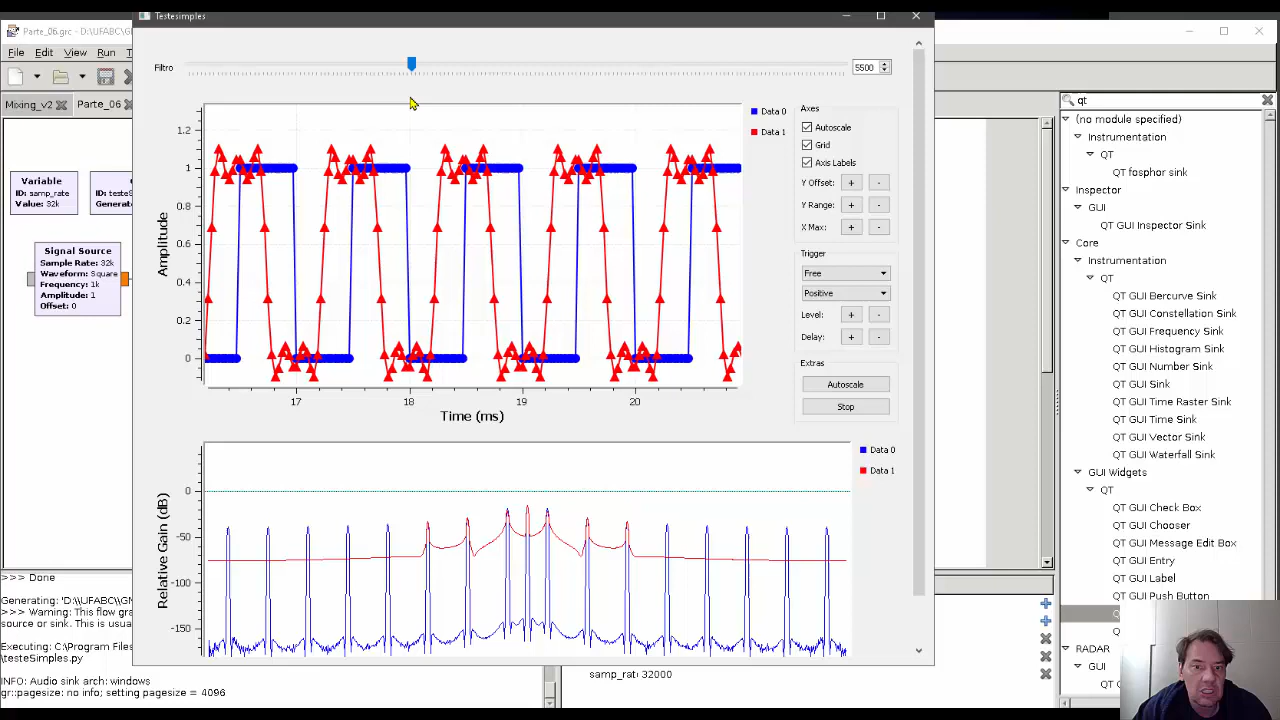 Testesimples
Parte_06.grc - D:\UFABC\G
File Edit View Run
Mixing_v2 Parte_06
Filtro
5500
Variable
ID: samp_rate
Value: 32k
ID: teste
Generat
Signal Source
Sample Rate: 32k
Waveform: Square
Frequency: 1k
Amplitude: 1
Offset: 0
Amplitude
1.2
1
0.8
0.6
0.4
0.2
0
17 18 19 20
Time (ms)
Data 0
Data 1
Axes
Autoscale
Grid
Axis Labels
Y Offset: + -
Y Range: + -
X Max: + -
Trigger
Free
Positive
Level: + -
Delay: + -
Extras
Autoscale
Stop
Relative Gain (dB)
0
-50
-100
-150
Data 0
Data 1
>>> Done
Generating: 'D:\\UFABC\\G
>>> Warning: This flow gra
source or sink. This is usua
Executing: C:\Program Files
\testeSimples.py
INFO: Audio sink arch: windows
gr::pagesize: no info; setting pagesize = 4096
samp_rat 32000
qt
(no module specified)
Instrumentation
QT
QT fosphor sink
Inspector
GUI
QT GUI Inspector Sink
Core
Instrumentation
QT
QT GUI Bercurve Sink
QT GUI Constellation Sink
QT GUI Frequency Sink
QT GUI Histogram Sink
QT GUI Number Sink
QT GUI Sink
QT GUI Time Raster Sink
QT GUI Time Sink
QT GUI Vector Sink
QT GUI Waterfall Sink
GUI Widgets
QT
QT GUI Check Box
QT GUI Chooser
QT GUI Message Edit Box
QT GUI Entry
QT GUI Label
QT GUI Push Button
RADAR
GUI